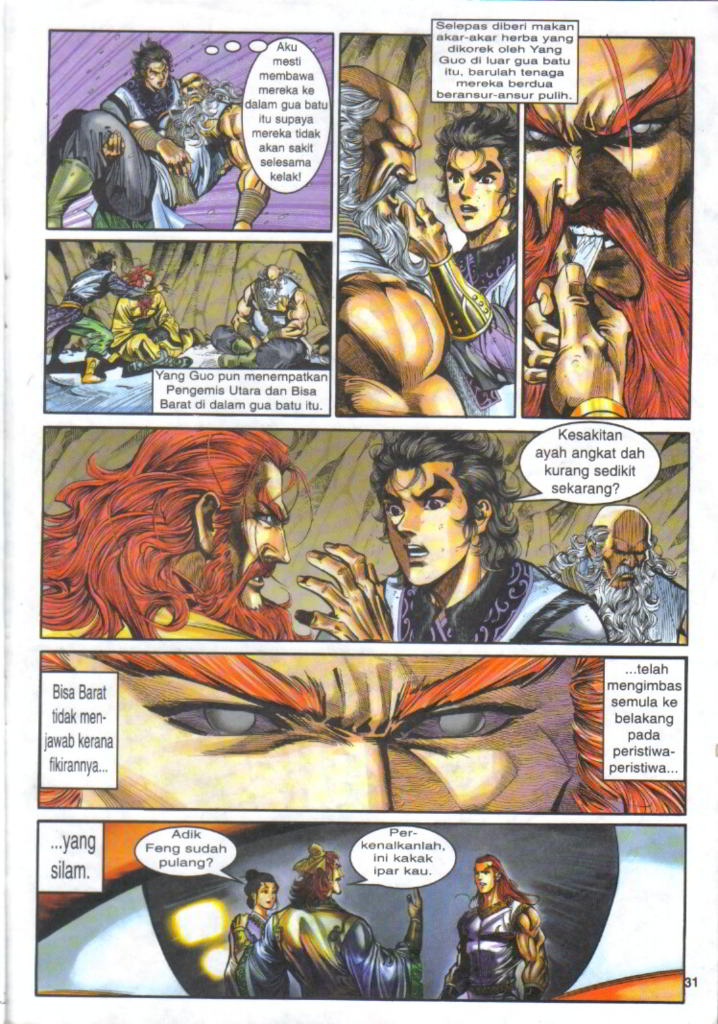 Aku
mesti
membawa
mereka ke
dalam gua batu
itu supaya
mereka tidak
akan sakit
selesama
kelak!
Yang Guo pun menempatkan
Pengemis Utara dan Bisa
Barat di dalam gua batu itu.
Selepas diberi makan
akar-akar herba yang
dikorek oleh Yang
Guo di luar gua batu
itu, barulah tenaga
mereka berdua
beransur-ansur pulih.
Kesakitan
ayah angkat dah
kurang sedikit
sekarang?
Bisa Barat
tidak men-
jawab kerana
fikirannya...
...telah
mengimbas
semula ke
belakang
pada
peristiwa-
peristiwa...
...yang
silam.
Adik
Feng sudah
pulang?
Per-
kenalkanlah,
ini kakak
ipar kau.
31